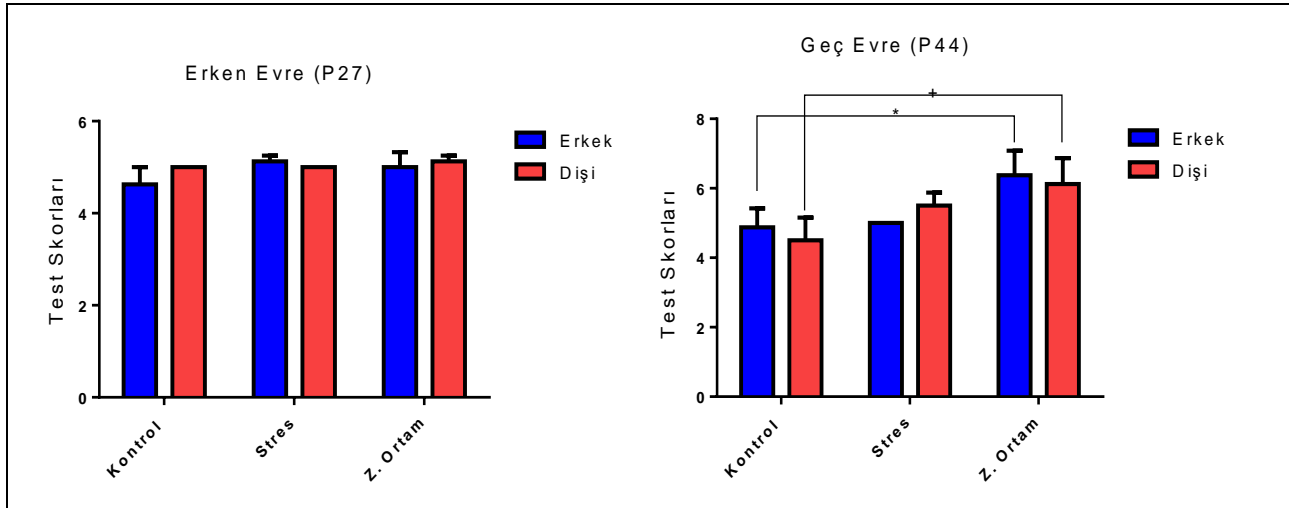 Erken Evre (P27)
Test Skorları
6
4
2
0
Kontrol
Stres
Z. Ortam
Erkek
Dişi
Geç Evre (P44)
Test Skorları
8
6
4
2
0
+
*
Kontrol
Stres
Z. Ortam
Erkek
Dişi